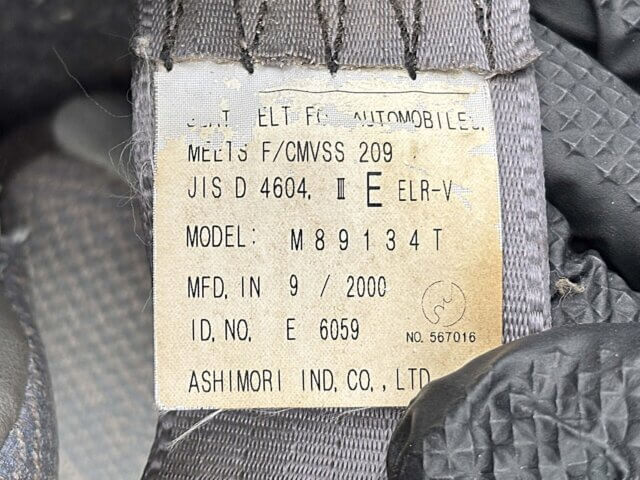 AUTOMOBILES.
MEETS F/CMVSS 209
JIS D 4604, Ⅲ E ELR-V
MODEL: M89134T
MFD, IN 9 / 2000
ID, NO, E 6059
NO. 567016
ASHIMORI IND. CO., LTD